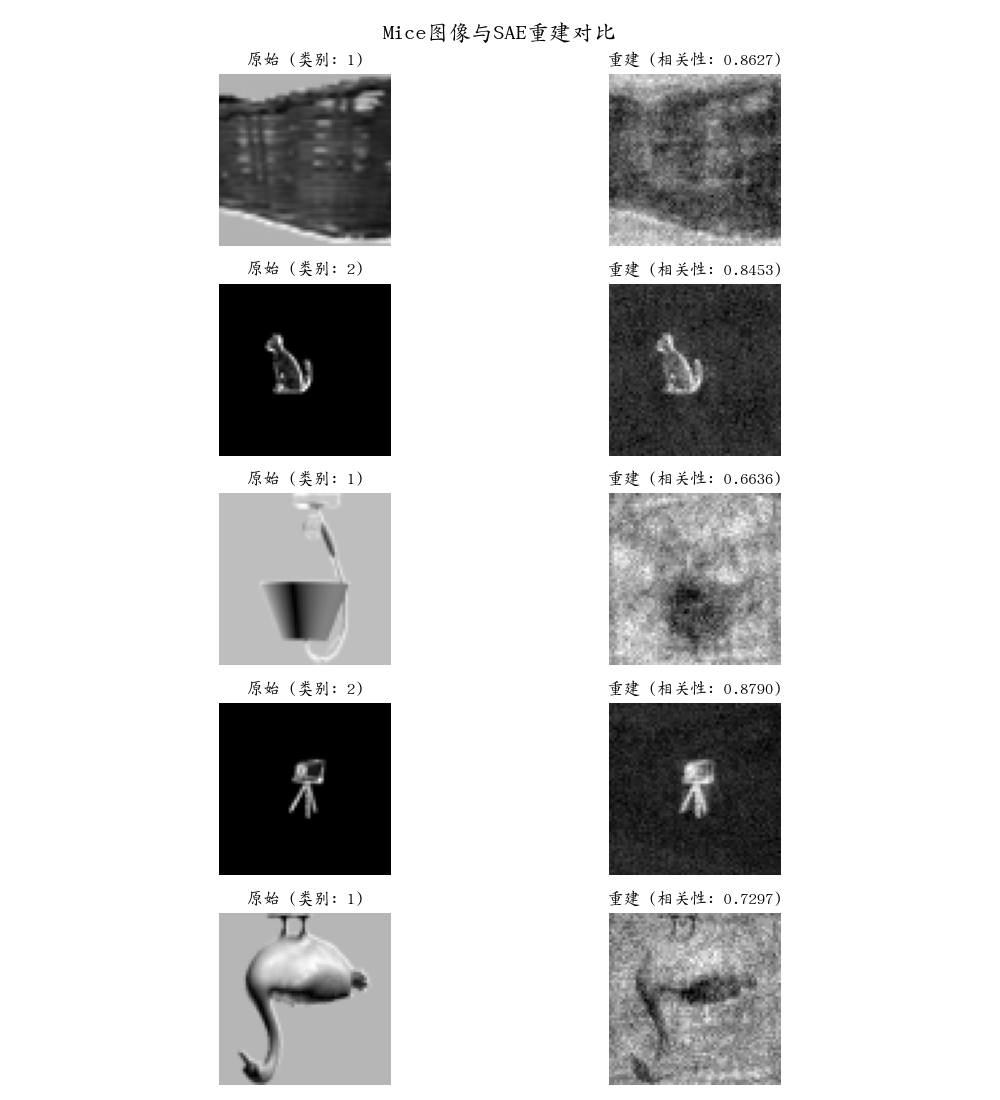 Mice图像与SAE重建对比
原始 (类别: 1)
重建 (相关性: 0.8627)
原始 (类别: 2)
重建 (相关性: 0.8453)
原始 (类别: 1)
重建 (相关性: 0.6636)
原始 (类别: 2)
重建 (相关性: 0.8790)
原始 (类别: 1)
重建 (相关性: 0.7297)